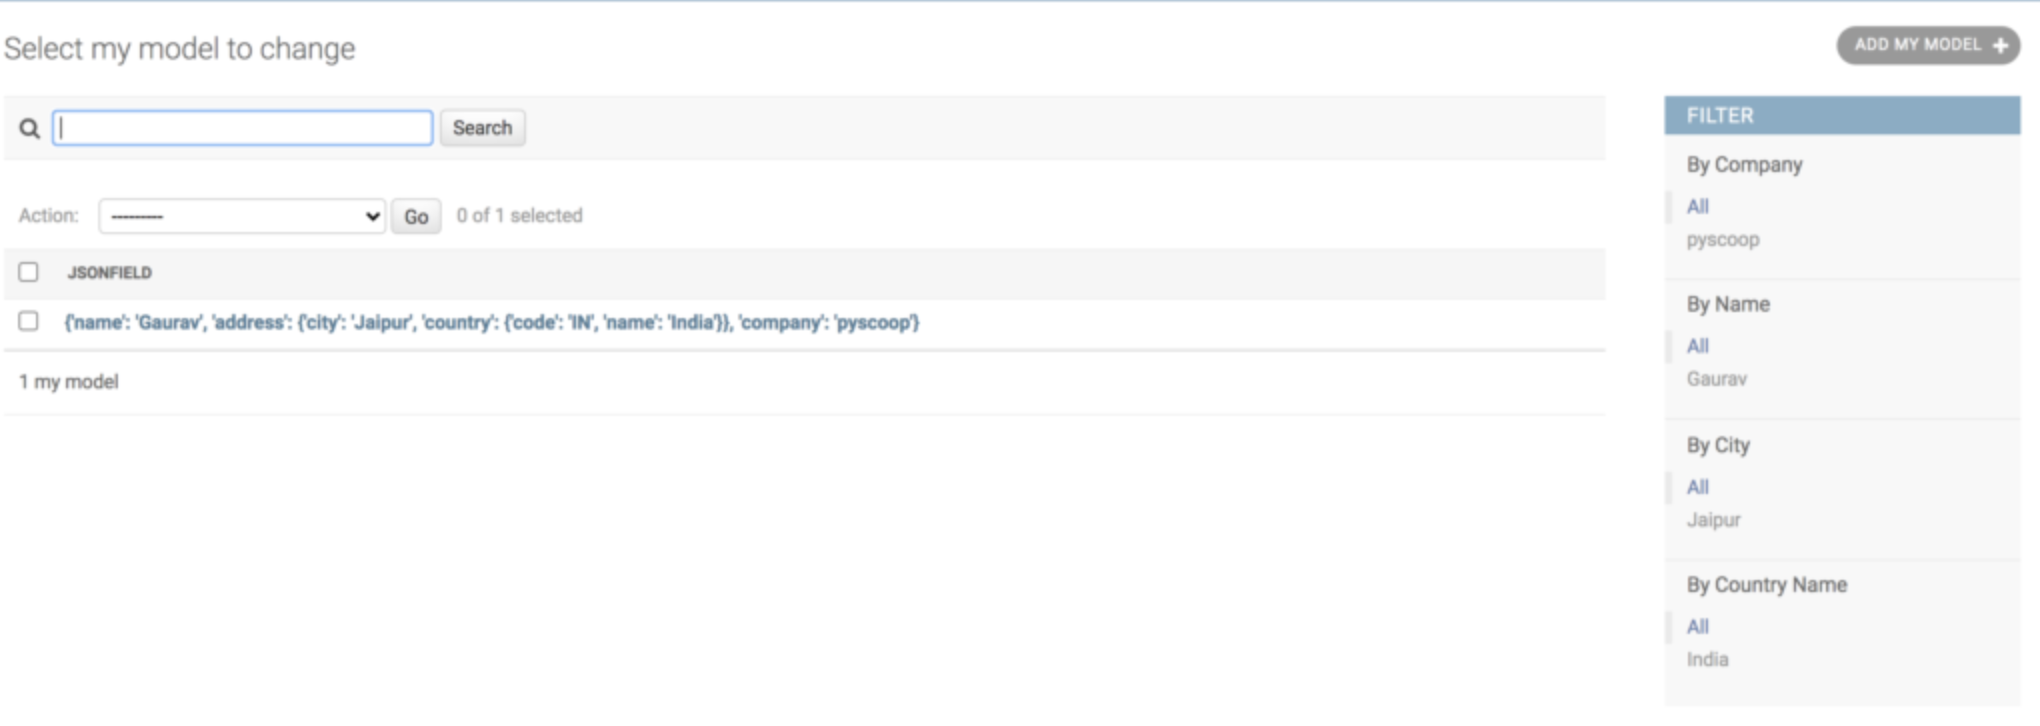 Select my model to change
ADD MY MODEL +
Search
Action: --------- Go 0 of 1 selected
JSONFIELD
{'name': 'Gaurav', 'address': {'city': 'Jaipur', 'country': {'code': 'IN', 'name': 'India'}}, 'company': 'pyscoop'}
1 my model
FILTER
By Company
All
pyscoop
By Name
All
Gaurav
By City
All
Jaipur
By Country Name
All
India